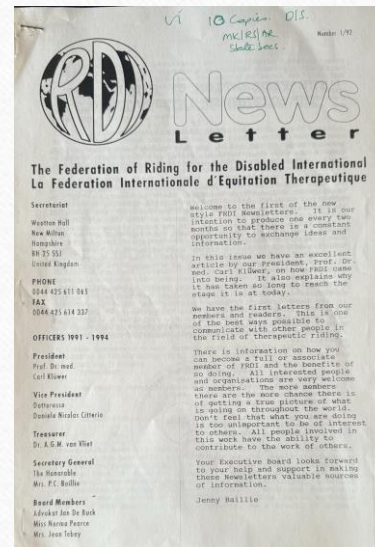 10 Copies D/S.
MK/RS/AR
State Socs.
Number 1/92
RDI
News
Letter
The Federation of Riding for the Disabled International
La Federation Internationale d'Equitation Therapeutique
Secretariat
Wootton Hall
New Milton
Hampshire
BH 25 5SJ
United Kingdom
PHONE
0044 425 611 065
FAX
0044 425 614 237
OFFICERS 1991 - 1994
President
Prof. Dr. med.
Carl Klüwer
Vice President
Dottoressa
Daniela Nicolas Citterio
Treasurer
Dr. A.G.M. van Vliet
Secretary General
The Honorable
Mrs. P.C. Baillie
Board Members
Advokat Jan De Buck
Miss Norma Pearce
Mrs. Jean Tebay
Welcome to the first of the new
style FRDI Newsletters. It is our
intention to produce one every two
months so that there is a constant
opportunity to exchange ideas and
information.
In this issue we have an excellent
article by our President, Prof. Dr.
med. Carl Klüwer, on how FRDI came
into being. It also explains why
it has taken so long to reach the
stage it is at today.
We have the first letters from our
members and readers. This is one
of the best ways possible to
communicate with other people in
the field of therapeutic riding.
There is information on how you
can become a full or associate
member of FRDI and the benefits of
so doing. All interested people
and organisations are very welcome
as members. The more members
there are the more chance there is
of getting a true picture of what
is going on throughout the world.
Don't feel that what you are doing
is too unimportant to be of interest
to others. All people involved in
this work have the ability to
contribute to the work of others.
Your Executive Board looks forward
to your help and support in making
these Newsletters valuable sources
of information.
Jenny Baillie